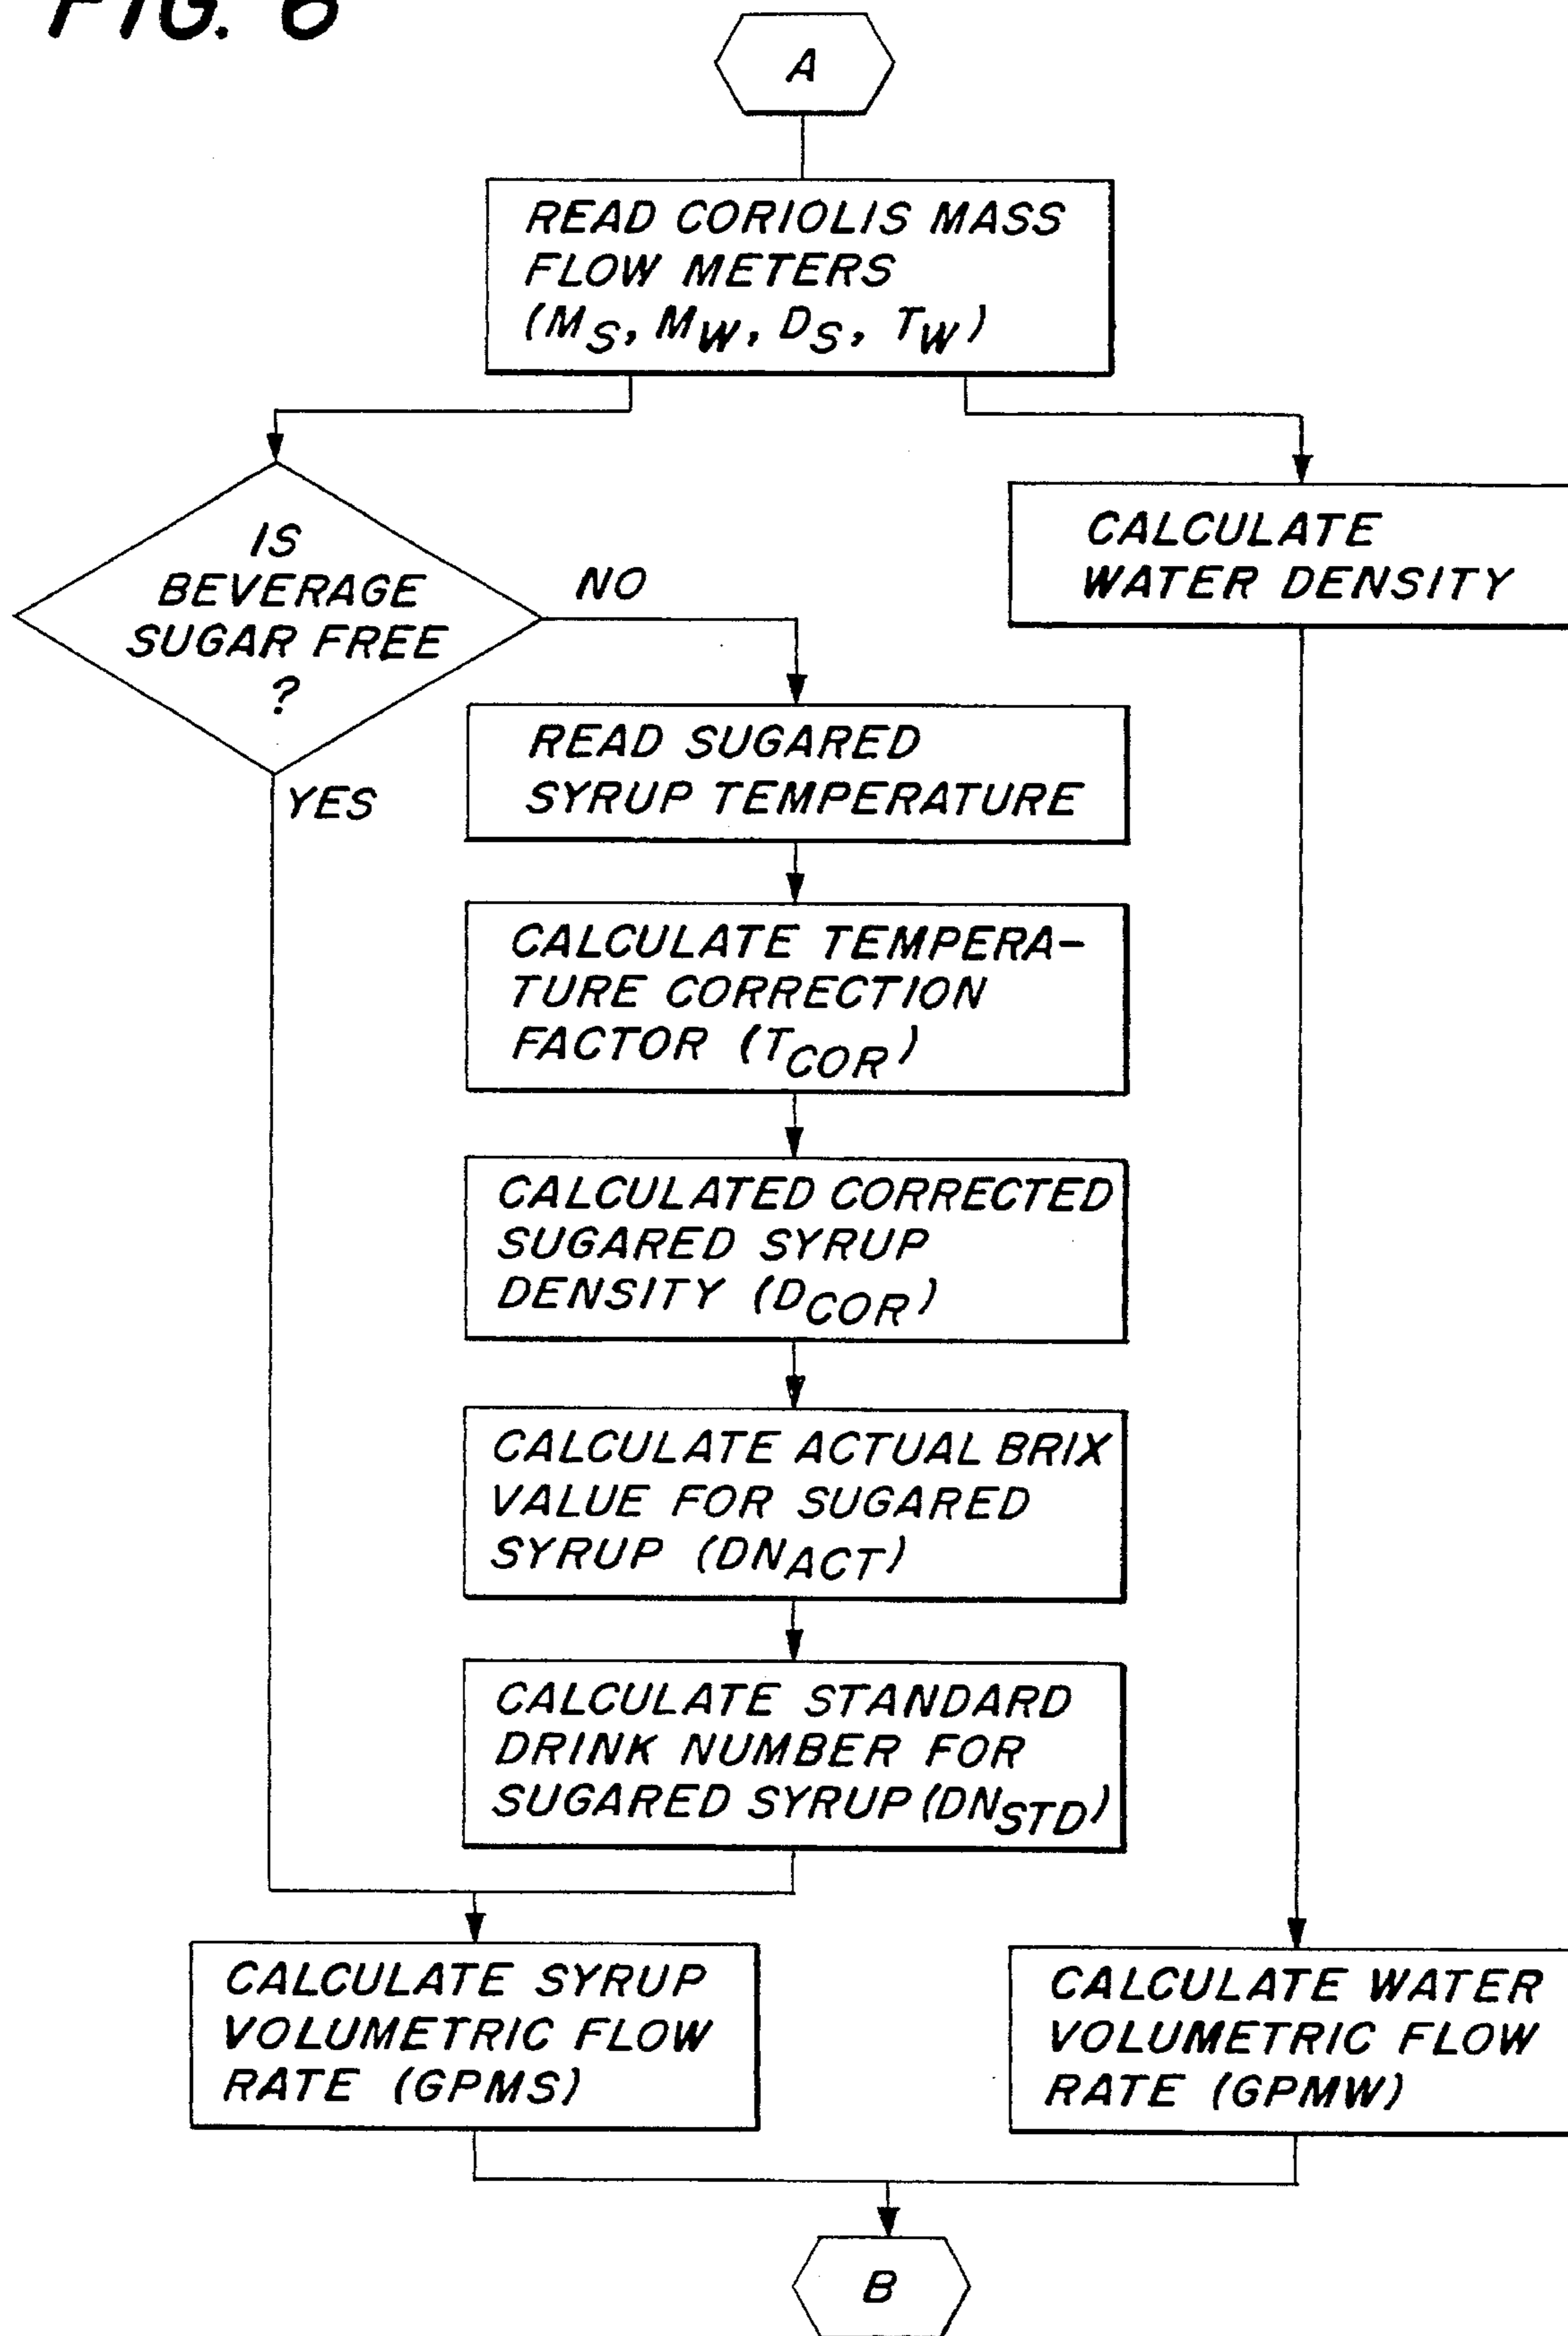 FIG. 6
A
READ CORIOLIS MASS
FLOW METERS
(MS, MW, DS, TW)
IS
BEVERAGE
SUGAR FREE
?
NO
YES
CALCULATE
WATER DENSITY
READ SUGARED
SYRUP TEMPERATURE
CALCULATE TEMPERA-
TURE CORRECTION
FACTOR (TCOR)
CALCULATED CORRECTED
SUGARED SYRUP
DENSITY (DCOR)
CALCULATE ACTUAL BRIX
VALUE FOR SUGARED
SYRUP (DNACT)
CALCULATE STANDARD
DRINK NUMBER FOR
SUGARED SYRUP (DNSTD)
CALCULATE SYRUP
VOLUMETRIC FLOW
RATE (GPMS)
CALCULATE WATER
VOLUMETRIC FLOW
RATE (GPMW)
B